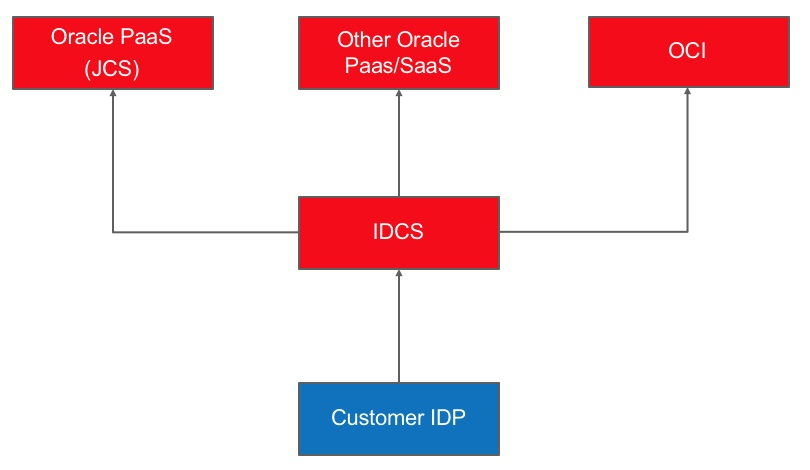 Oracle PaaS
(JCS)
Other Oracle
Paas/SaaS
OCI
IDCS
Customer IDP